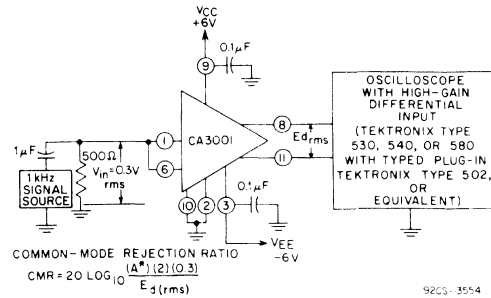 VCC
+6V
0.1μF
9
OSCILLOSCOPE
WITH HIGH-GAIN
DIFFERENTIAL
INPUT
(TEKTRONIX TYPE
530, 540, OR 580
WITH TYPED PLUG-IN
TEKTRONIX TYPE 502,
OR
EQUIVALENT)
8
Edrms
11
CA3001
1
6
10
2
3
1μF
500Ω
Vin=0.3V
rms
1kHz
SIGNAL
SOURCE
0.1μF
VEE
-6V
COMMON-MODE REJECTION RATIO
CMR = 20 LOG10 (A*)(2)(0.3)
Ed(rms)
92CS-3554